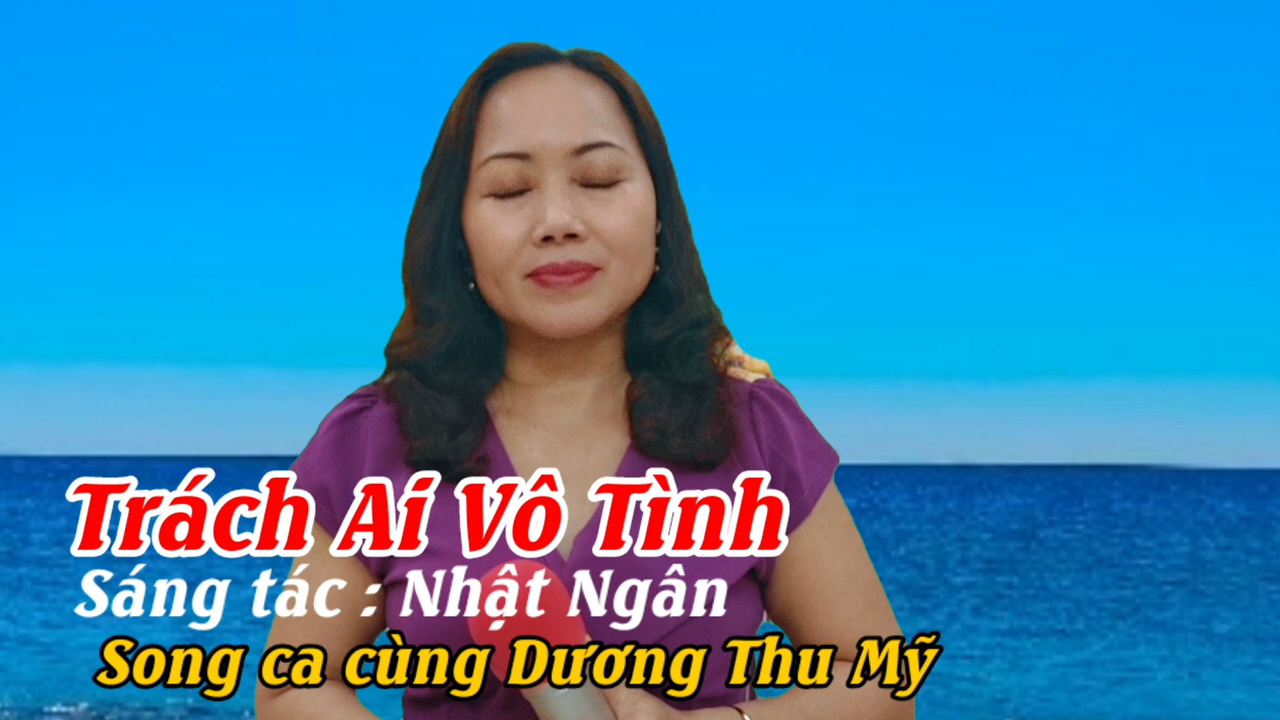 Trách Ai Vô Tình
Sáng tác : Nhật Ngân
Song ca cùng Dương Thu Mỹ